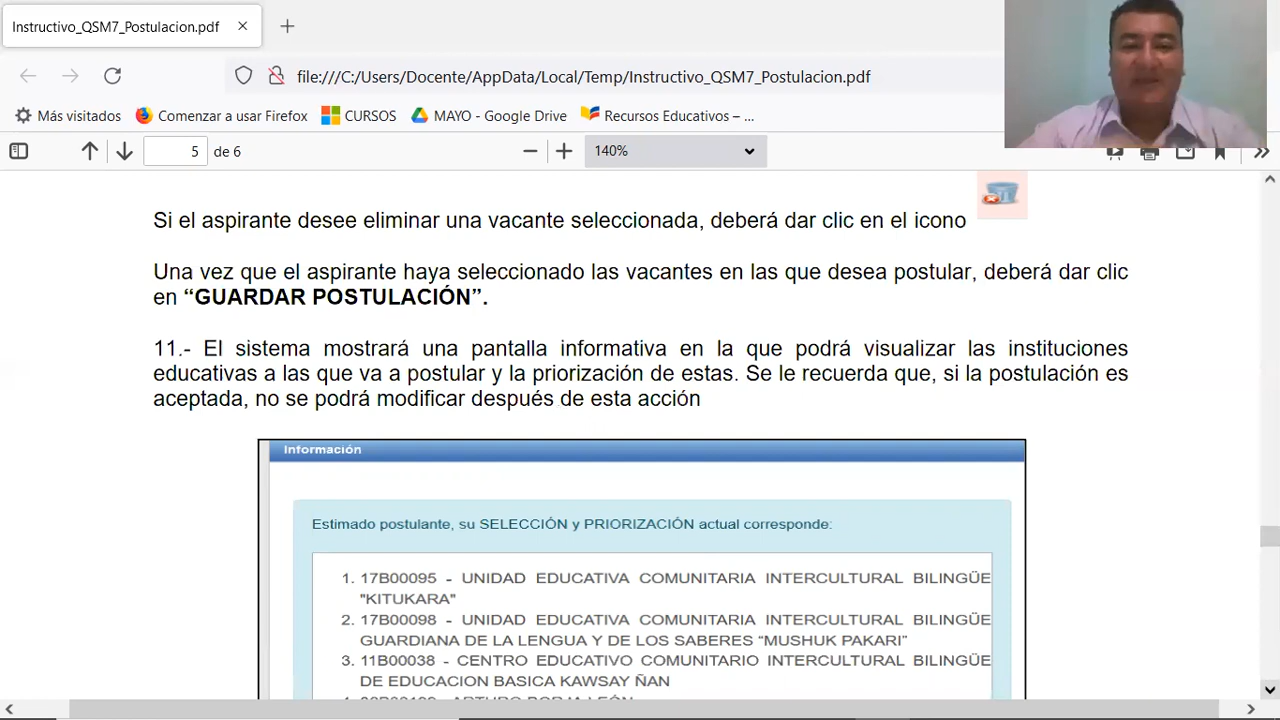 Instructivo_QSM7_Postulacion.pdf
file:///C:/Users/Docente/AppData/Local/Temp/Instructivo_QSM7_Postulacion.pdf
Más visitados Comenzar a usar Firefox CURSOS MAYO - Google Drive Recursos Educativos – ...
5 de 6 140%
Si el aspirante desee eliminar una vacante seleccionada, deberá dar clic en el icono
Una vez que el aspirante haya seleccionado las vacantes en las que desea postular, deberá dar clic
en “GUARDAR POSTULACIÓN”.
11.- El sistema mostrará una pantalla informativa en la que podrá visualizar las instituciones
educativas a las que va a postular y la priorización de estas. Se le recuerda que, si la postulación es
aceptada, no se podrá modificar después de esta acción
Información
Estimado postulante, su SELECCIÓN y PRIORIZACIÓN actual corresponde:
1. 17B00095 - UNIDAD EDUCATIVA COMUNITARIA INTERCULTURAL BILINGÜE
"KITUKARA"
2. 17B00098 - UNIDAD EDUCATIVA COMUNITARIA INTERCULTURAL BILINGÜE
GUARDIANA DE LA LENGUA Y DE LOS SABERES “MUSHUK PAKARI”
3. 11B00038 - CENTRO EDUCATIVO COMUNITARIO INTERCULTURAL BILINGÜE
DE EDUCACION BASICA KAWSAY ÑAN